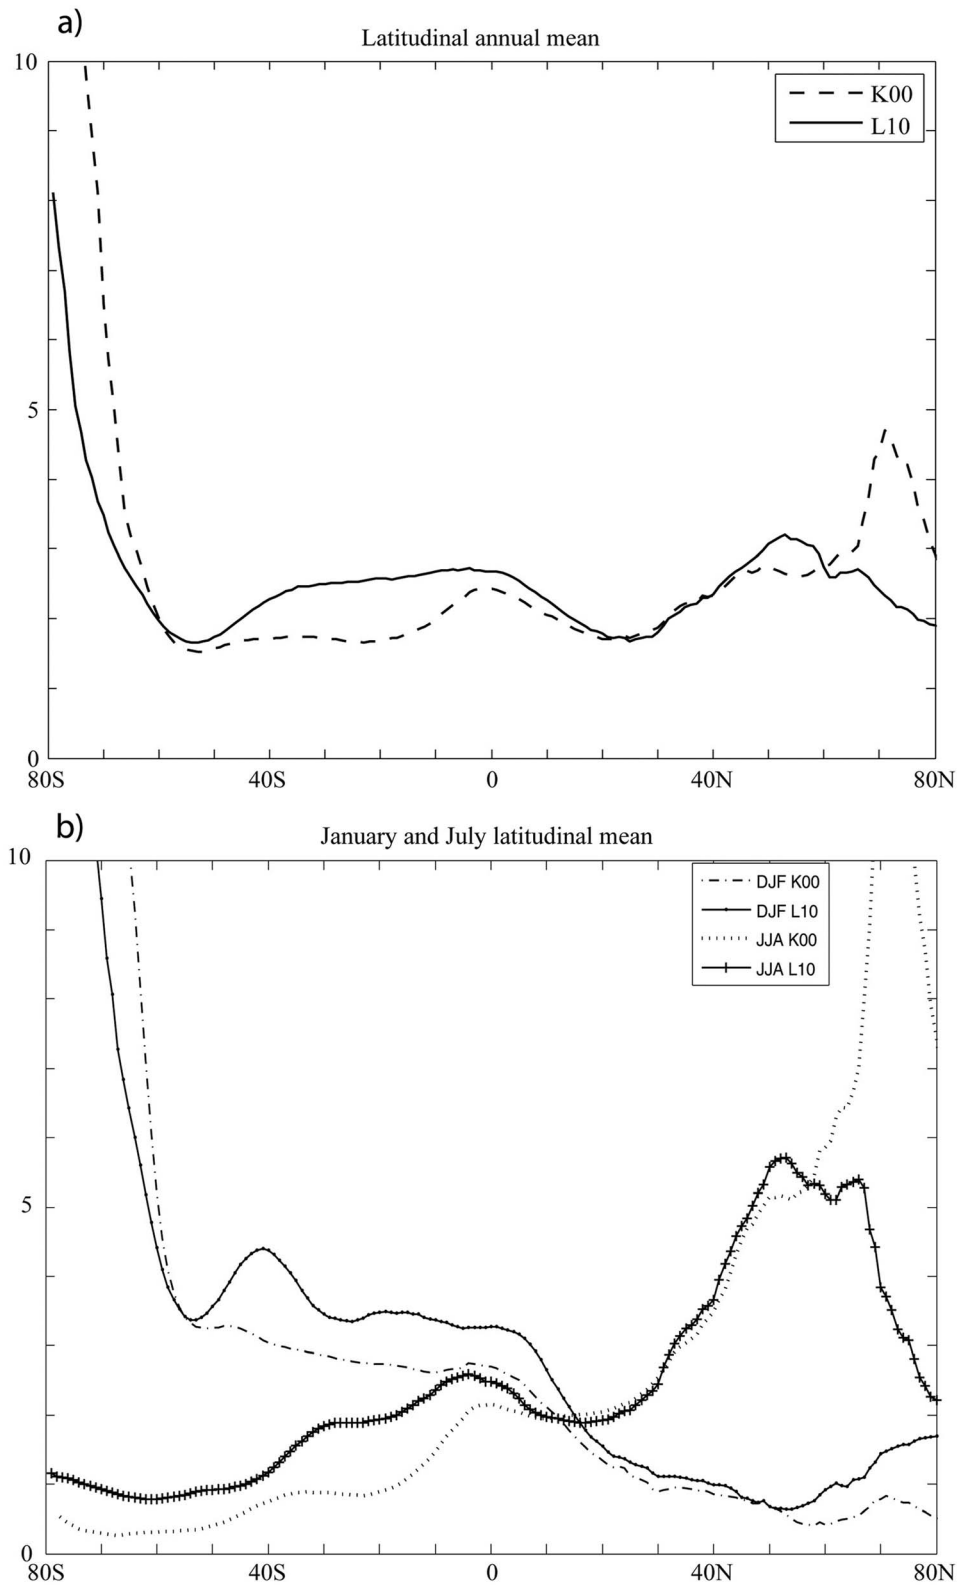 a)
Latitudinal annual mean
10
K00
L10
5
0
80S 40S 0 40N 80N
b)
January and July latitudinal mean
10
DJF K00
DJF L10
JJA K00
JJA L10
5
0
80S 40S 0 40N 80N